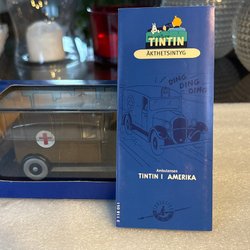 TINTIN
ÄKTHETSINTYG
DING
DING
DING
Ambulansen
TINTIN I AMERIKA